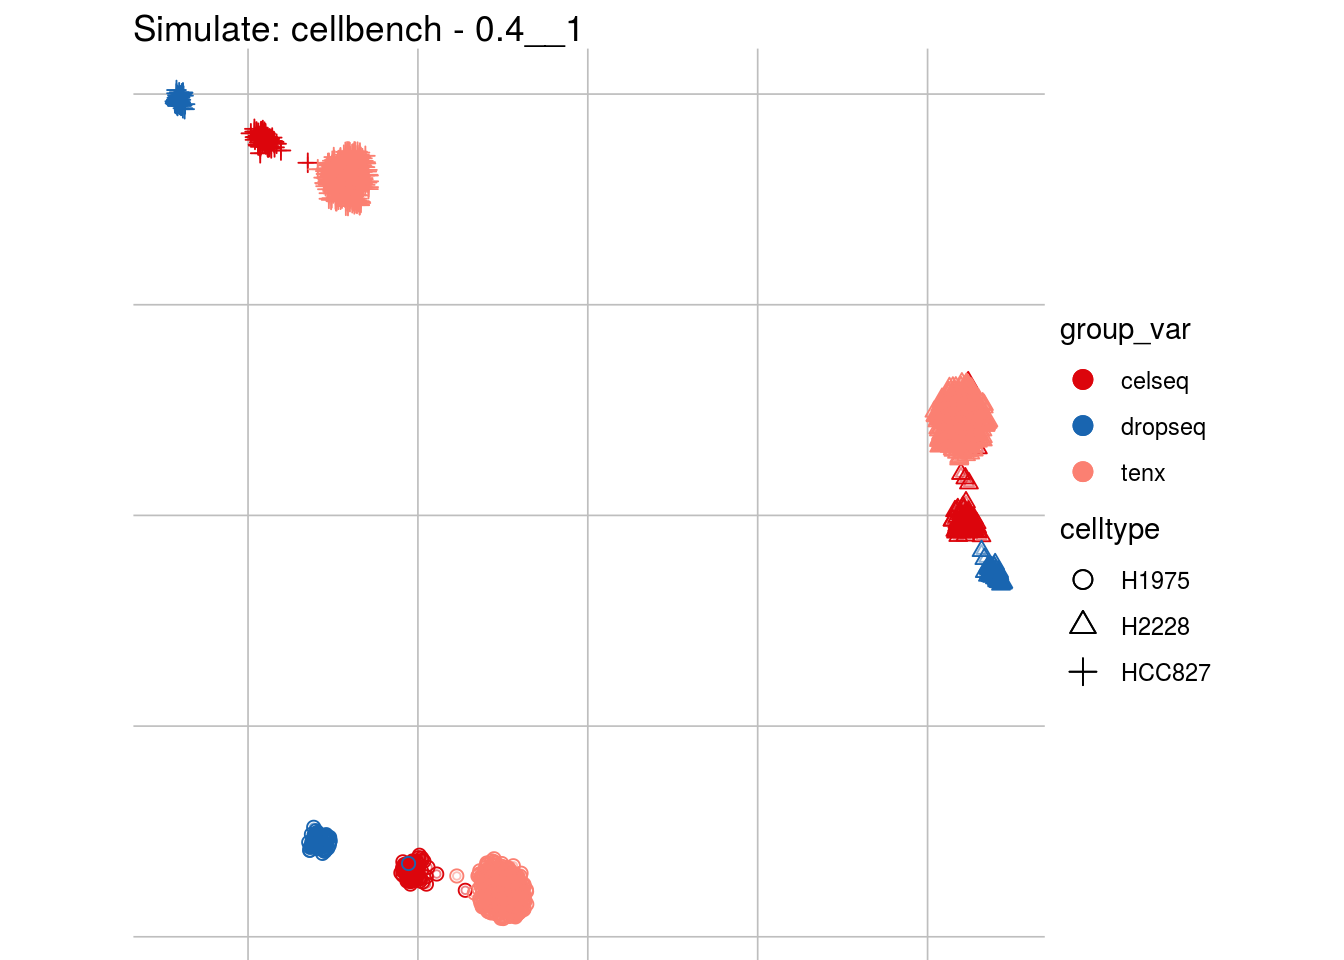 Simulate: cellbench - 0.4__1
group_var
celseq
dropseq
tenx
celltype
H1975
H2228
HCC827